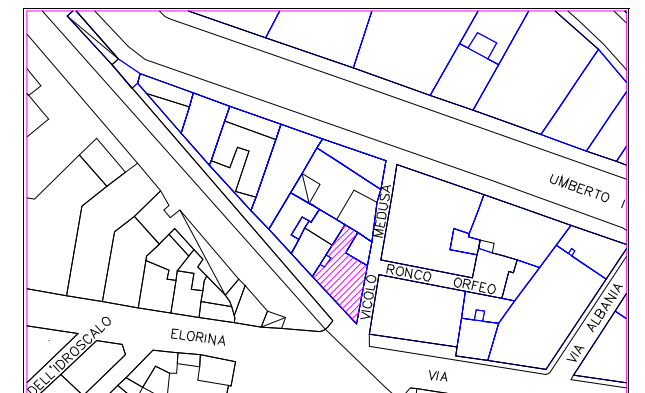 UMBERTO I
MEDUSA
VICOLO
RONCO ORFEO
VIA ALBANIA
ELORINA
DELL'IDROSCALO
VIA